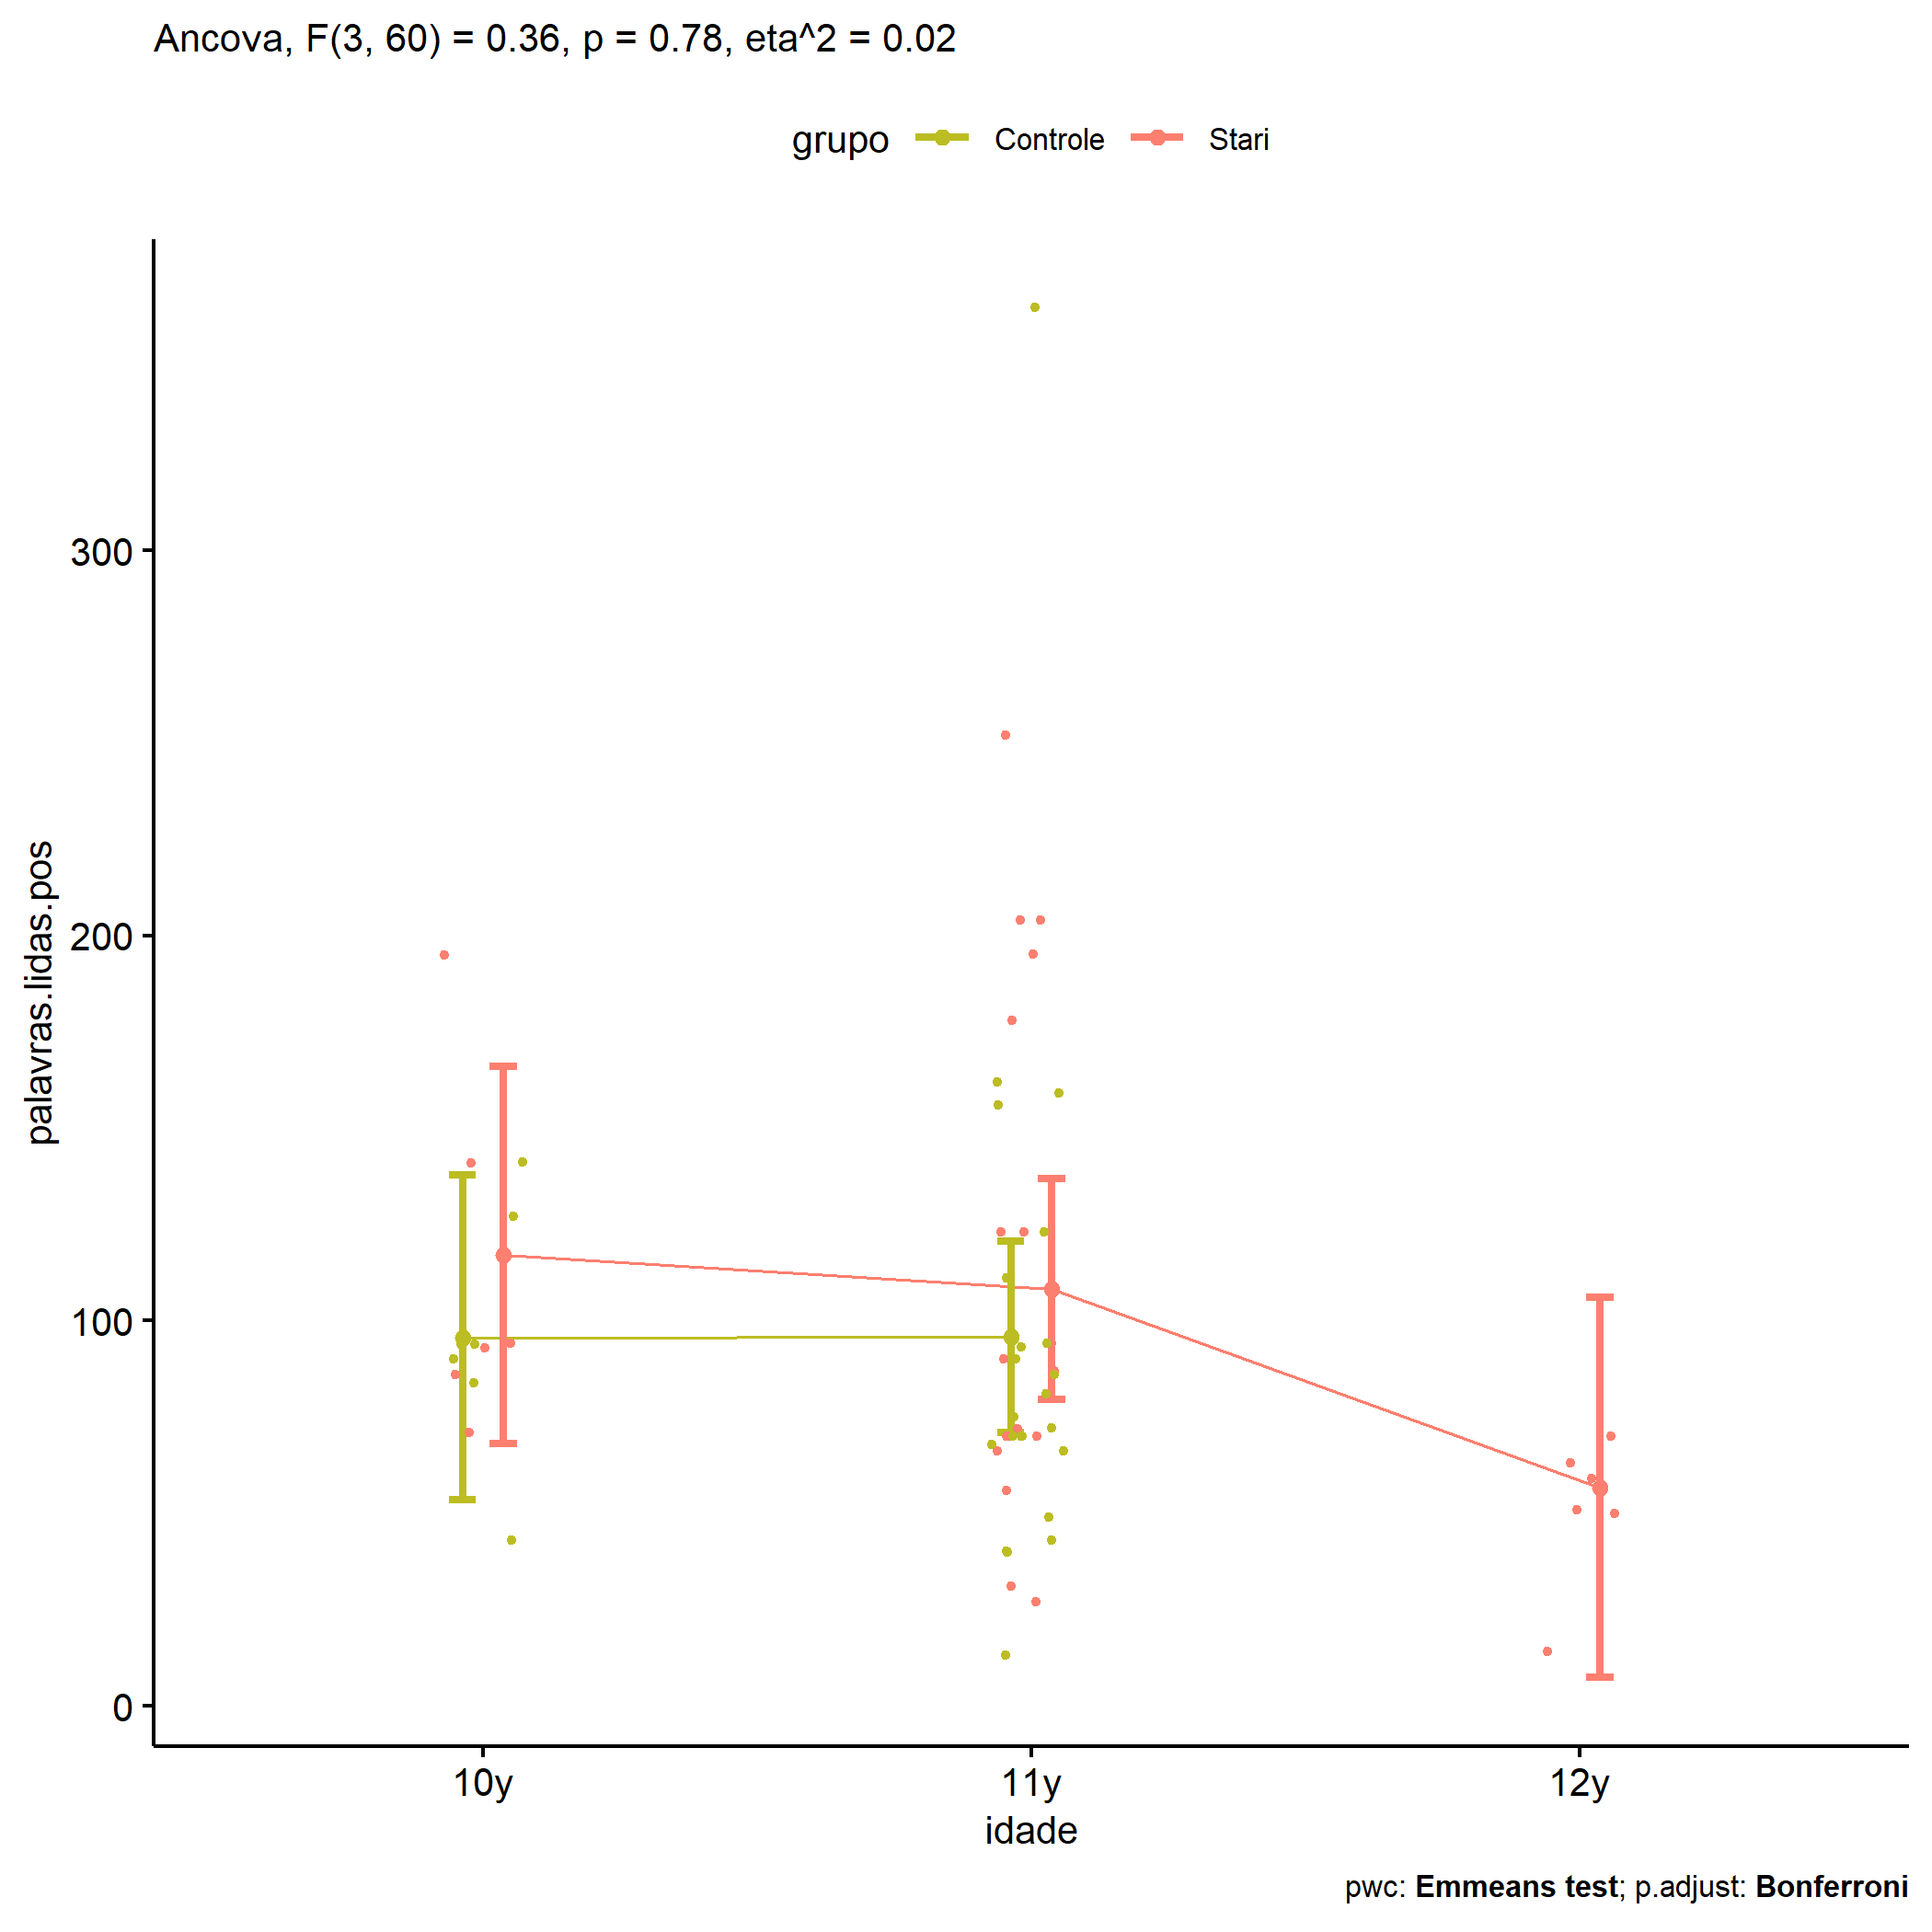 Ancova, F(3, 60) = 0.36, p = 0.78, eta^2 = 0.02
grupo Controle Stari
palavras.lidas.pos
300
200
100
0
10y 11y 12y
idade
pwc: Emmeans test; p.adjust: Bonferroni